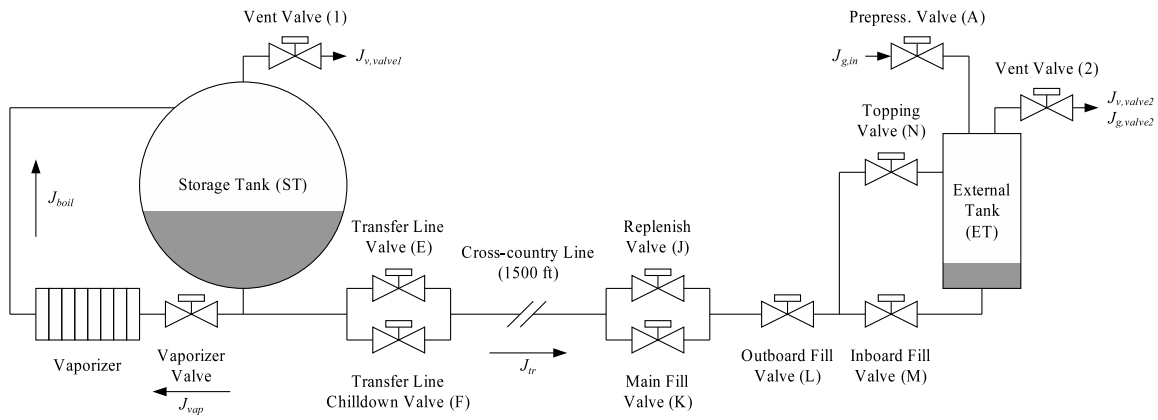 Vent Valve (1)
J_v,valve1
Prepress. Valve (A)
J_g,in
Vent Valve (2)
J_v,valve2
J_g,valve2
Topping
Valve (N)
Storage Tank (ST)
J_boil
External
Tank
(ET)
Transfer Line
Valve (E)
Cross-country Line
(1500 ft)
Replenish
Valve (J)
Vaporizer
Vaporizer
Valve
J_vap
Transfer Line
Chilldown Valve (F)
J_tr
Main Fill
Valve (K)
Outboard Fill
Valve (L)
Inboard Fill
Valve (M)